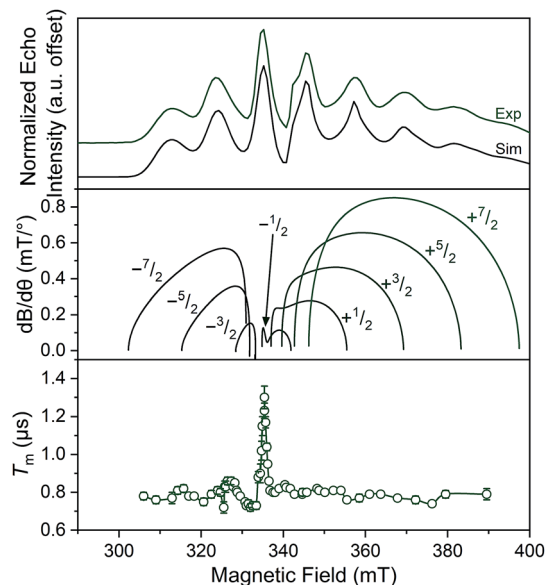 Normalized Echo
Intensity (a.u. offset)
Exp
Sim
dB/dθ (mT/°)
0.8
0.6
0.4
0.2
0.0
−7/2
−5/2
−3/2
−1/2
+1/2
+3/2
+5/2
+7/2
Tm (μs)
1.4
1.2
1.0
0.8
0.6
300 320 340 360 380 400
Magnetic Field (mT)